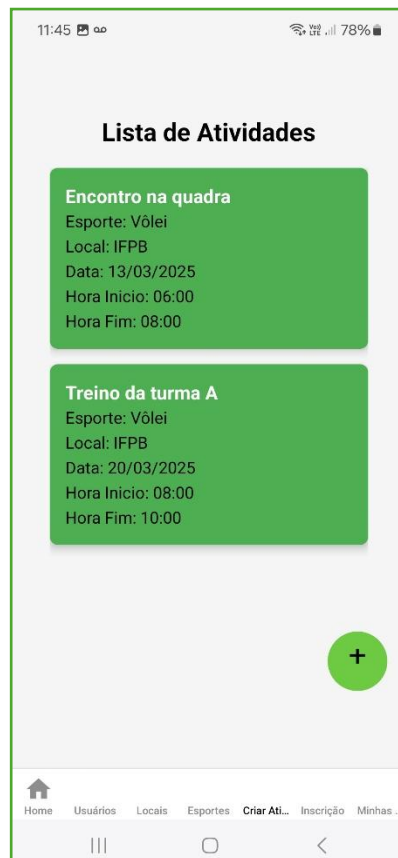 11:45 78%
Lista de Atividades
Encontro na quadra
Esporte: Vôlei
Local: IFPB
Data: 13/03/2025
Hora Inicio: 06:00
Hora Fim: 08:00
Treino da turma A
Esporte: Vôlei
Local: IFPB
Data: 20/03/2025
Hora Inicio: 08:00
Hora Fim: 10:00
+
Home Usuários Locais Esportes Criar Ati... Inscrição Minhas ..